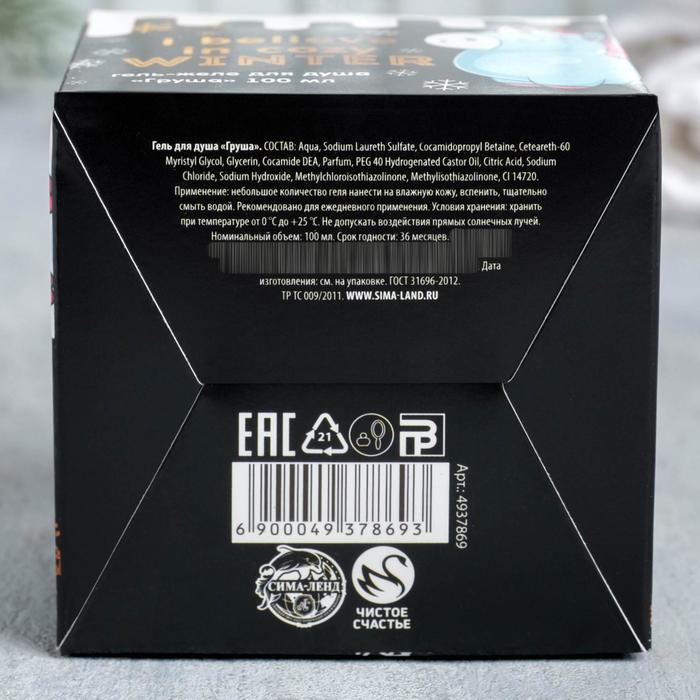 I believe
in cozy
WINTER
гель-желе для душа
«Груша» 100 мл
Гель для душа «Груша». СОСТАВ: Aqua, Sodium Laureth Sulfate, Cocamidopropyl Betaine, Ceteareth-60
Myristyl Glycol, Glycerin, Cocamide DEA, Parfum, PEG 40 Hydrogenated Castor Oil, Citric Acid, Sodium
Chloride, Sodium Hydroxide, Methylchloroisothiazolinone, Methylisothiazolinone, CI 14720.
Применение: небольшое количество геля нанести на влажную кожу, вспенить, тщательно
смыть водой. Рекомендовано для ежедневного применения. Условия хранения: хранить
при температуре от 0 °C до +25 °C. Не допускать воздействия прямых солнечных лучей.
Номинальный объем: 100 мл. Срок годности: 36 месяцев.
Дата
изготовления: см. на упаковке. ГОСТ 31696-2012.
ТР ТС 009/2011. WWW.SIMA-LAND.RU
EAC 21
6 900049 378693
Арт.: 4937869
СИМА-ЛЕНД
ЧИСТОЕ
СЧАСТЬЕ